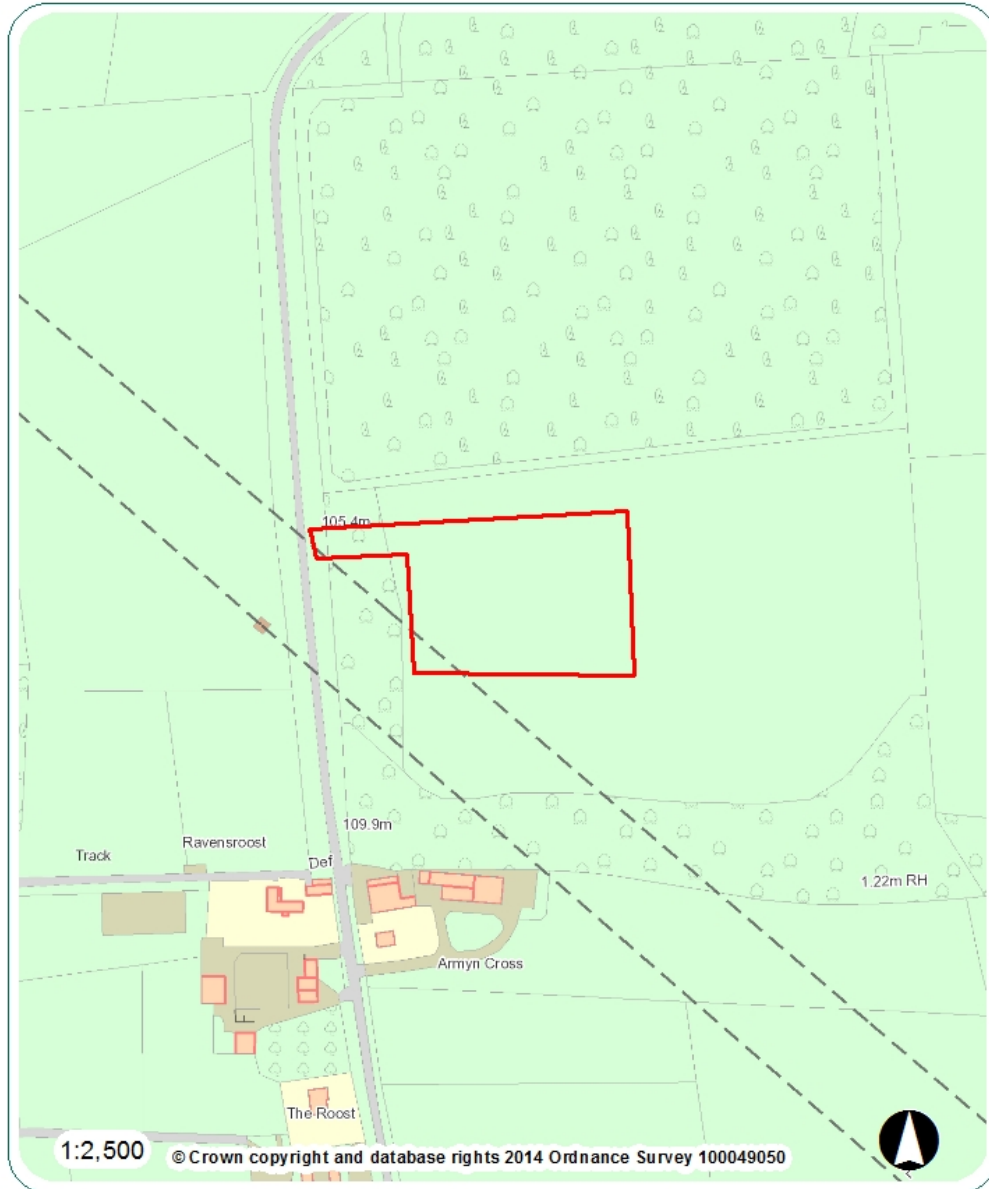 105.4m
109.9m
Ravensroost
Track
Def
1.22m RH
Armyn Cross
The Roost
1:2,500
© Crown copyright and database rights 2014 Ordnance Survey 100049050